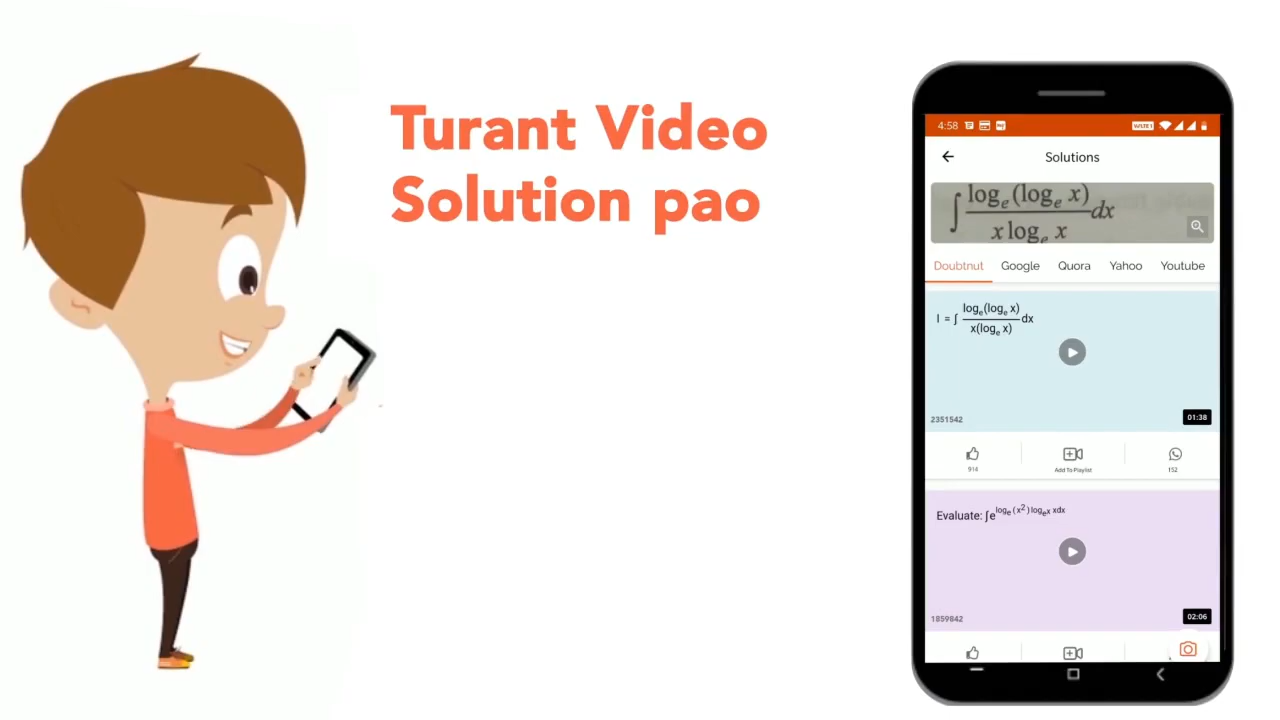 Turant Video
Solution pao
4:58
Solutions
∫ logₑ(logₑ x) / x logₑ x dx
Doubtnut Google Quora Yahoo Youtube
I = ∫ logₑ(logₑ x) / x(logₑ x) dx
2351542 01:38
914 Add To Playlist 152
Evaluate: ∫e^logₑ(x²)logₑx xdx
1859842 02:06